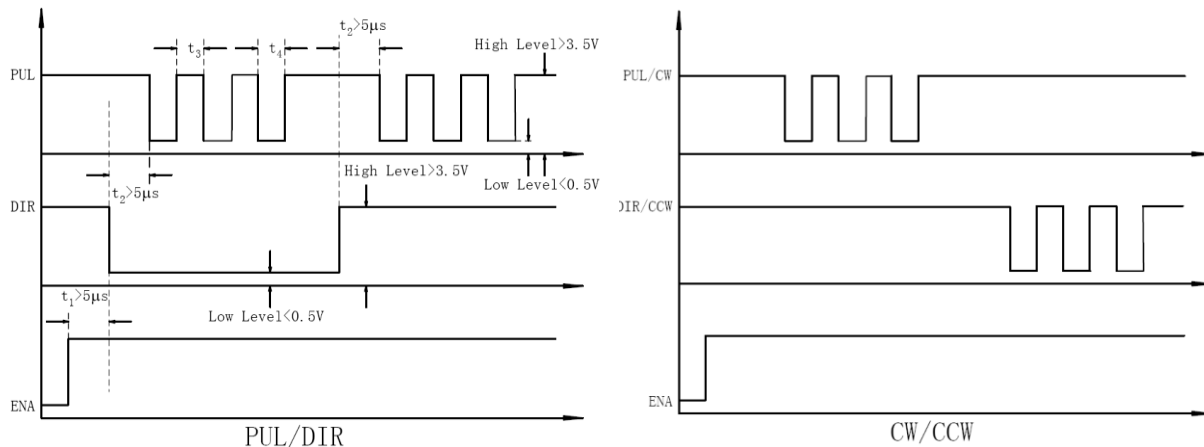 t2>5μs
t3
t4
High Level>3.5V
PUL
PUL/CW
High Level>3.5V
Low Level<0.5V
t2>5μs
DIR
DIR/CCW
t1>5μs
Low Level<0.5V
ENA
ENA
PUL/DIR
CW/CCW